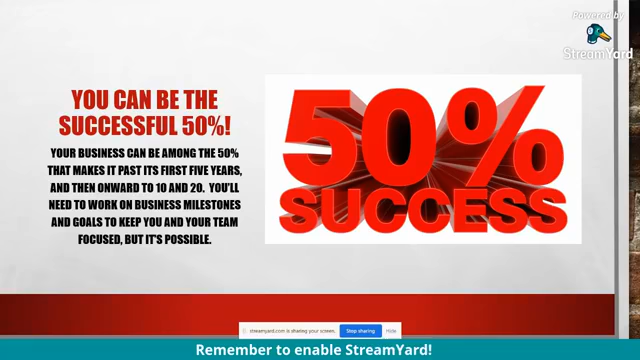 Powered by
StreamYard
YOU CAN BE THE
SUCCESSFUL 50%!
YOUR BUSINESS CAN BE AMONG THE 50%
THAT MAKES IT PAST ITS FIRST FIVE YEARS,
AND THEN ONWARD TO 10 AND 20. YOU'LL
NEED TO WORK ON BUSINESS MILESTONES
AND GOALS TO KEEP YOU AND YOUR TEAM
FOCUSED, BUT IT'S POSSIBLE.
50%
SUCCESS
streamyard.com is sharing your screen.
Stop sharing
Hide
Remember to enable StreamYard!